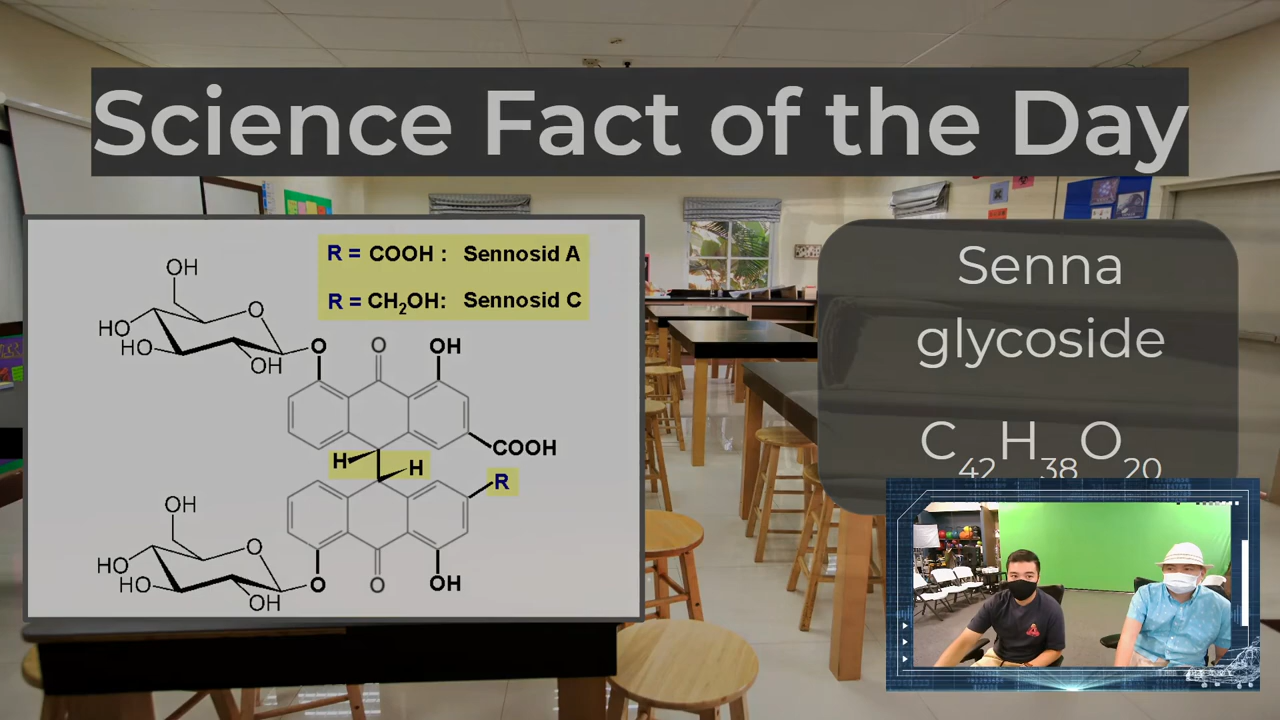 Science Fact of the Day
R = COOH : Sennosid A
R = CH₂OH: Sennosid C
OH
O
HO
HO
OH
O
O
OH
COOH
H
H
R
OH
O
HO
HO
OH
O
O
OH
Senna
glycoside
C₄₂H₃₈O₂₀